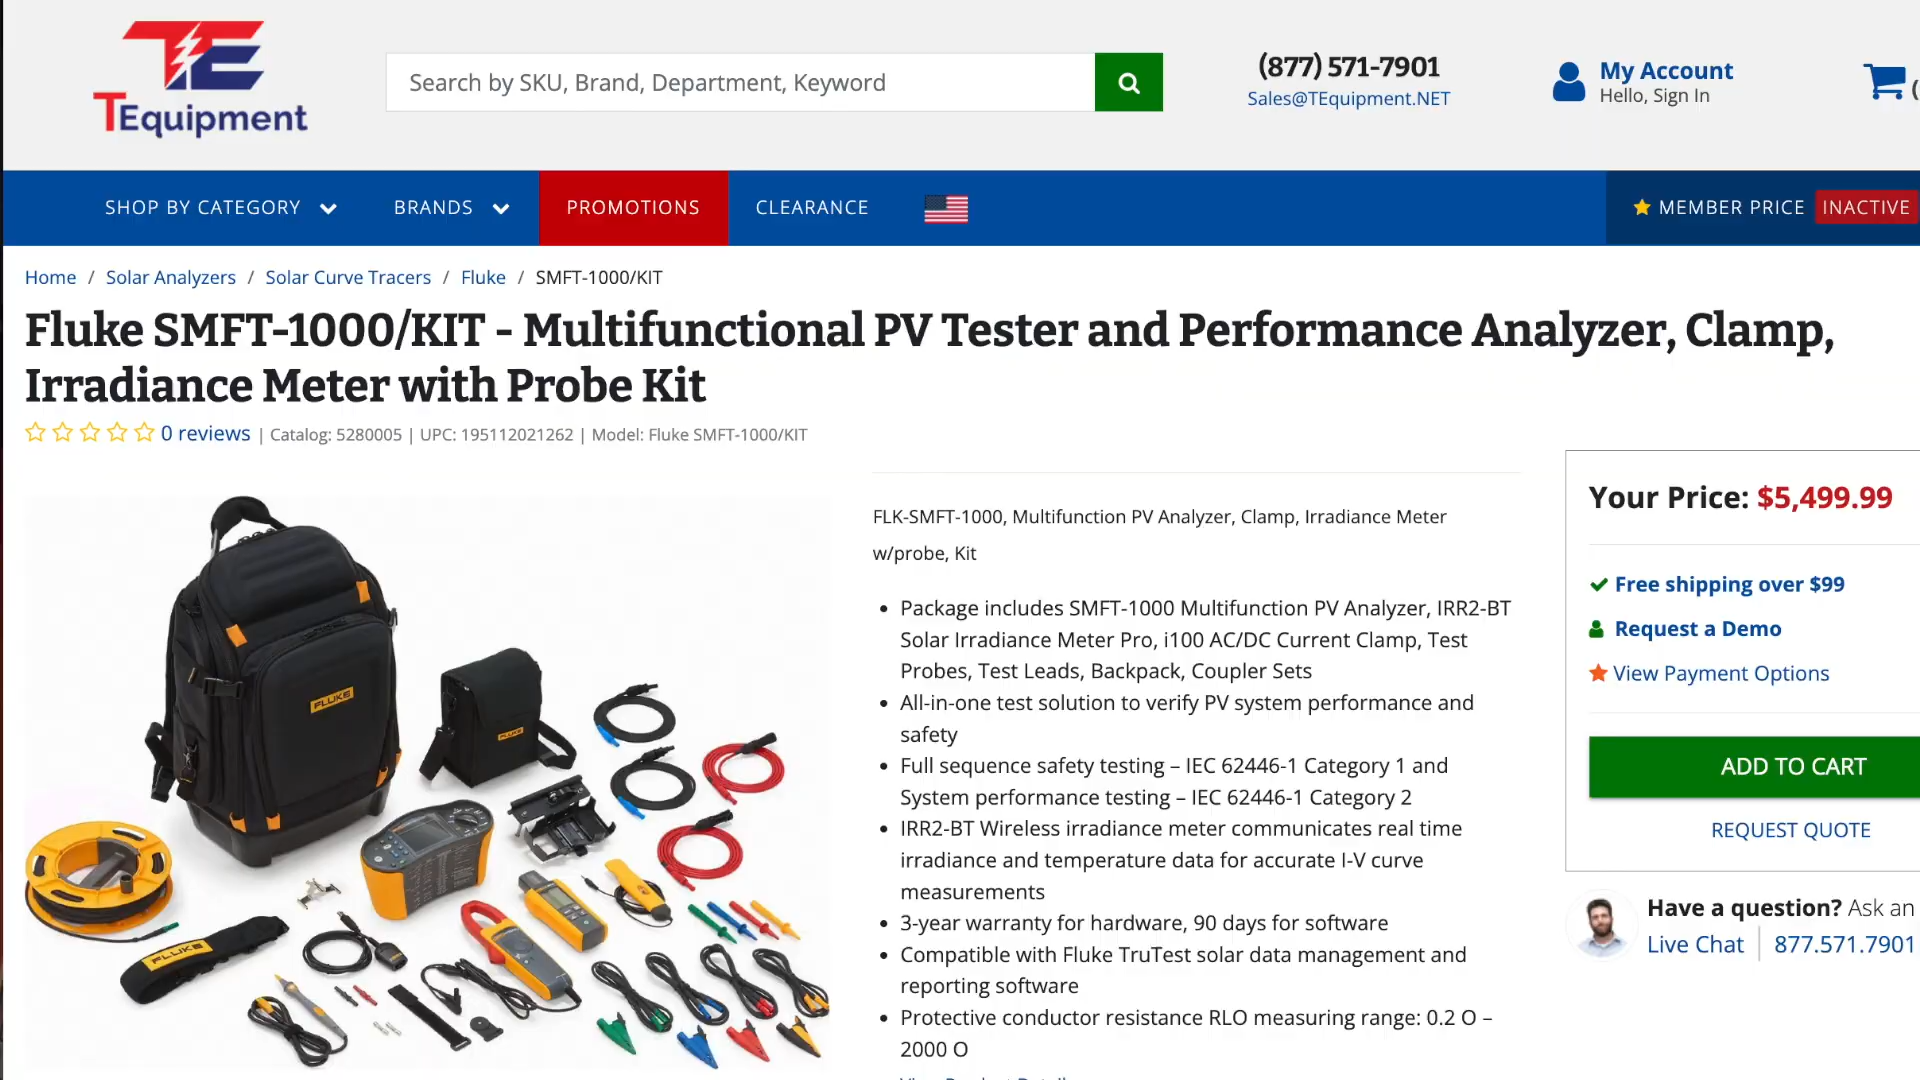 TE
TEquipment
Search by SKU, Brand, Department, Keyword
(877) 571-7901
Sales@TEquipment.NET
My Account
Hello, Sign In
(
SHOP BY CATEGORY
BRANDS
PROMOTIONS
CLEARANCE
MEMBER PRICE INACTIVE
Home / Solar Analyzers / Solar Curve Tracers / Fluke / SMFT-1000/KIT
Fluke SMFT-1000/KIT - Multifunctional PV Tester and Performance Analyzer, Clamp,
Irradiance Meter with Probe Kit
0 reviews | Catalog: 5280005 | UPC: 195112021262 | Model: Fluke SMFT-1000/KIT
FLUKE
FLUKE
FLUKE
FLK-SMFT-1000, Multifunction PV Analyzer, Clamp, Irradiance Meter
w/probe, Kit
• Package includes SMFT-1000 Multifunction PV Analyzer, IRR2-BT
Solar Irradiance Meter Pro, i100 AC/DC Current Clamp, Test
Probes, Test Leads, Backpack, Coupler Sets
• All-in-one test solution to verify PV system performance and
safety
• Full sequence safety testing – IEC 62446-1 Category 1 and
System performance testing – IEC 62446-1 Category 2
• IRR2-BT Wireless irradiance meter communicates real time
irradiance and temperature data for accurate I-V curve
measurements
• 3-year warranty for hardware, 90 days for software
• Compatible with Fluke TruTest solar data management and
reporting software
• Protective conductor resistance RLO measuring range: 0.2 O –
2000 O
Your Price: $5,499.99
Free shipping over $99
Request a Demo
View Payment Options
ADD TO CART
REQUEST QUOTE
Have a question? Ask an
Live Chat | 877.571.7901